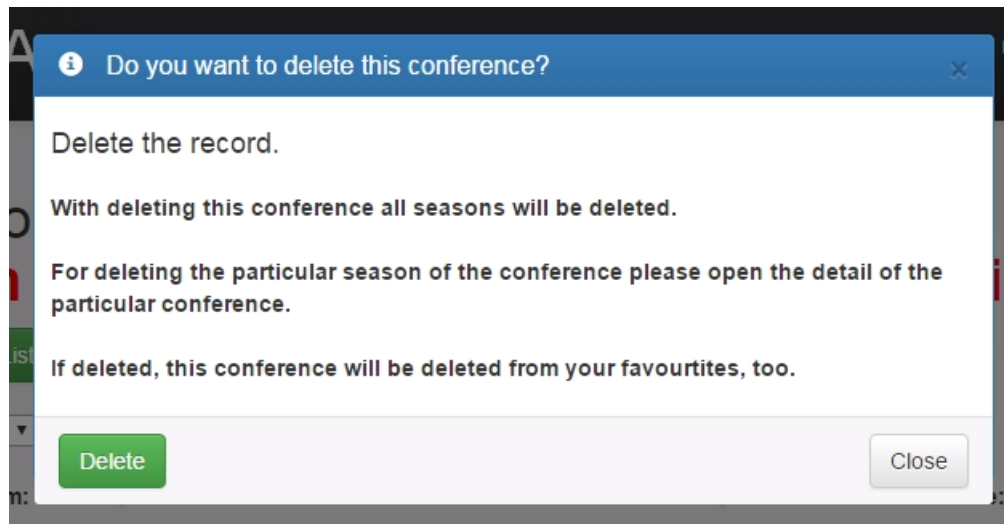 Do you want to delete this conference?
×
Delete the record.
With deleting this conference all seasons will be deleted.
For deleting the particular season of the conference please open the detail of the
particular conference.
If deleted, this conference will be deleted from your favourtites, too.
Delete
Close